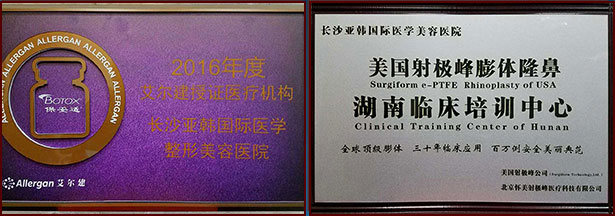 ALLERGAN ALLERGAN ALLERGAN ALLERGAN
BOTOX
保妥适
2016年度
艾尔建授证医疗机构
长沙亚韩国际医学
整形美容医院
Allergan 艾尔建
长沙亚韩国际医学美容医院
美国射极峰膨体隆鼻
Surgiform e-PTFE Rhinoplasty of USA
湖南临床培训中心
Clinical Training Center of Hunan
全球顶级膨体 三十年临床应用 百万例安全美丽典范
美国射极峰公司(Surgiform Technology,Ltd.)
北京怀美射极峰医疗科技有限公司